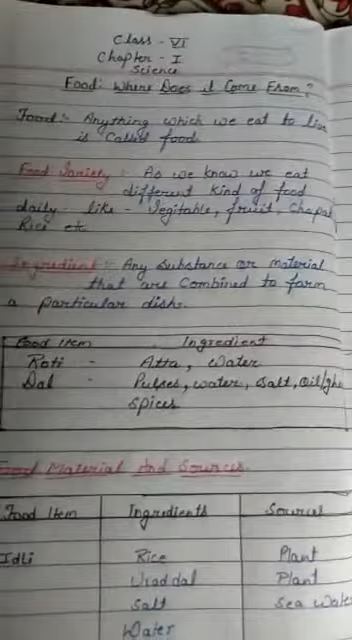 Class - VI
Chapter - I
Science
Food: Where Does it Come From?
Food:- Anything which we eat to live
is called food.
Food Variety:- As we know we eat
different kind of food
daily like - Vegitable, fruit, Chapati
Rice etc
Ingredient:- Any substance or material
that are combined to form
a particular dish.
Food Item Ingredient
Roti - Atta, water
Dal - Pulses, water, salt, oil/ghe
spices
Food Material And Sources.
Food Item Ingredients Sources
Idli Rice Plant
Urad dal Plant
Salt Sea Water
Water